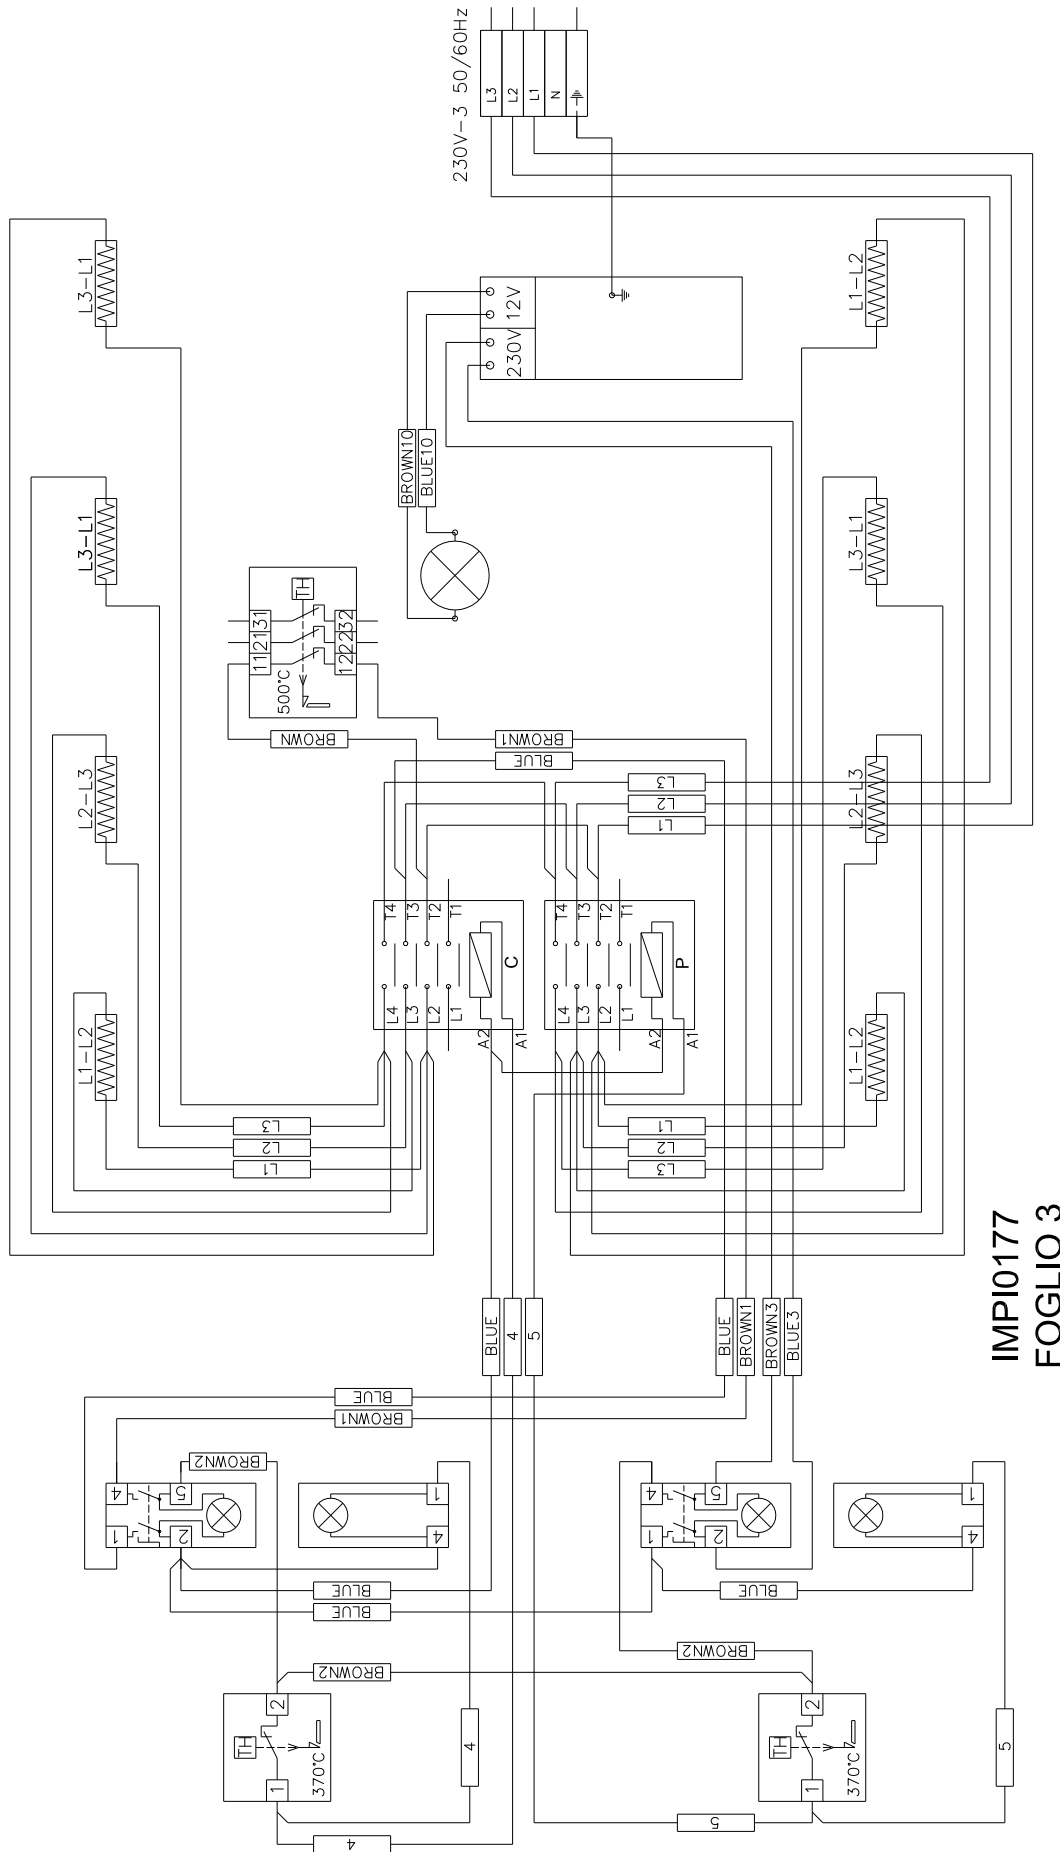 230V-3 50/60Hz
L3
L2
L1
N
L3-L1
L1-L2
12V
230V
BROWN10
BLUE10
L3-L1
L3-L1
TH
31
21
11
32
22
12
500°C
BROWN
BROWN1
BLUE
L2-L3
L2-L3
L3
L2
L1
T4
T3
T2
T1
T4
T3
T2
T1
C
P
L4
L3
L2
L1
L4
L3
L2
L1
A2
A1
A2
A1
L1-L2
L1-L2
L3
L2
L1
L1
L2
L3
IMPI0177
FOGLIO 3
BLUE
4
5
BLUE
BROWN1
BROWN3
BLUE3
BLUE
BROWN1
BROWN2
4
5
1
2
1
4
4
5
1
2
1
4
BLUE
BLUE
BLUE
BROWN2
BROWN2
2
TH
1
370°C
4
4
2
TH
1
370°C
5
5